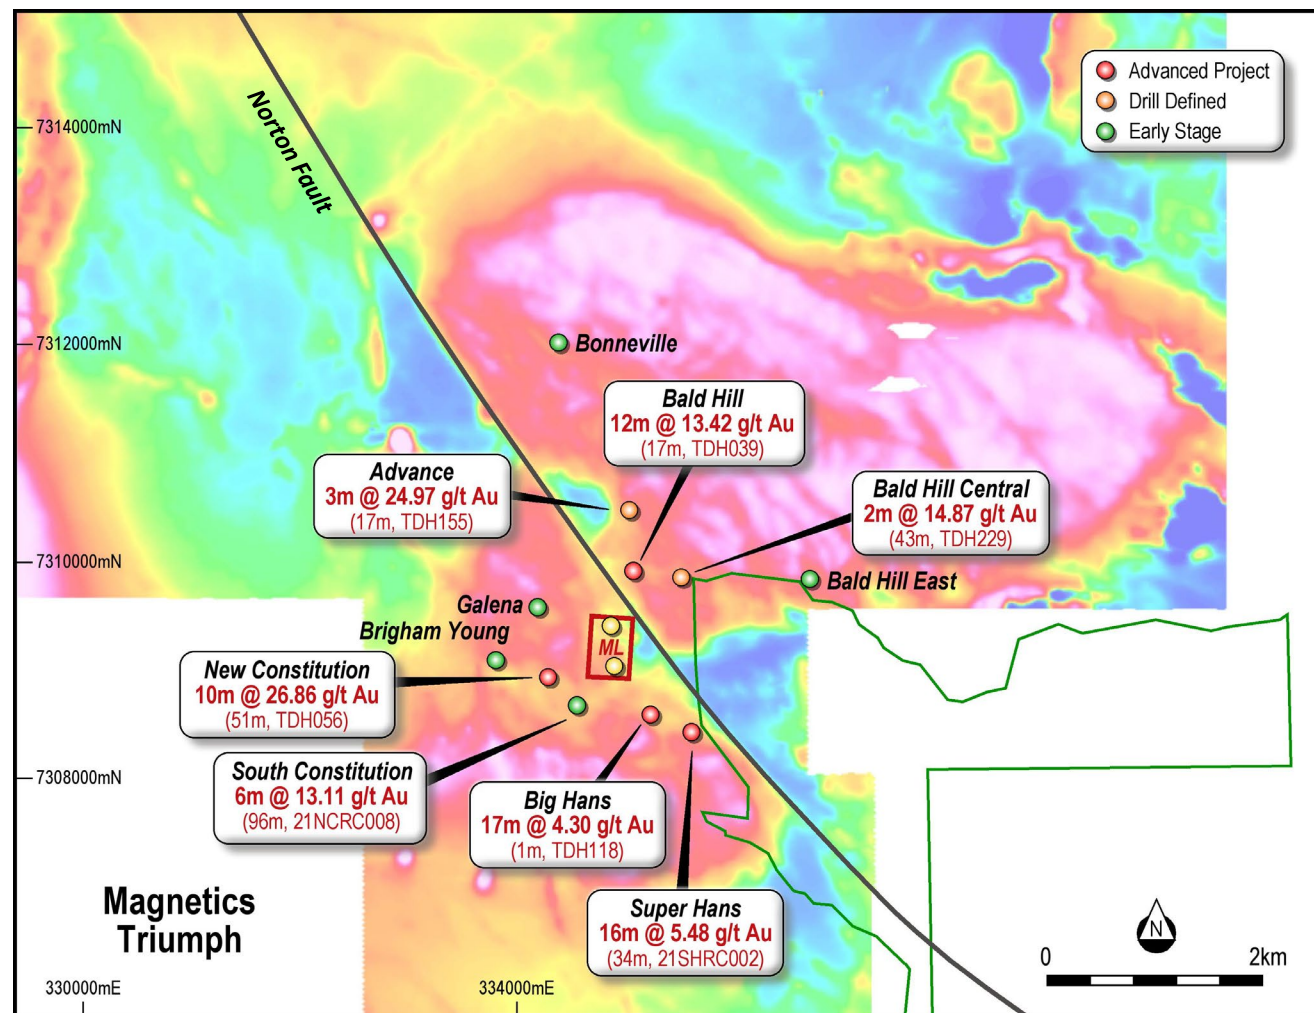 Advanced Project
Drill Defined
Early Stage
7314000mN
Norton Fault
7312000mN
Bonneville
Bald Hill
12m @ 13.42 g/t Au
(17m, TDH039)
Advance
3m @ 24.97 g/t Au
(17m, TDH155)
Bald Hill Central
2m @ 14.87 g/t Au
(43m, TDH229)
7310000mN
Bald Hill East
Galena
Brigham Young
ML
New Constitution
10m @ 26.86 g/t Au
(51m, TDH056)
South Constitution
6m @ 13.11 g/t Au
(96m, 21NCRC008)
7308000mN
Big Hans
17m @ 4.30 g/t Au
(1m, TDH118)
Super Hans
16m @ 5.48 g/t Au
(34m, 21SHRC002)
Magnetics
Triumph
N
0 2km
330000mE
334000mE